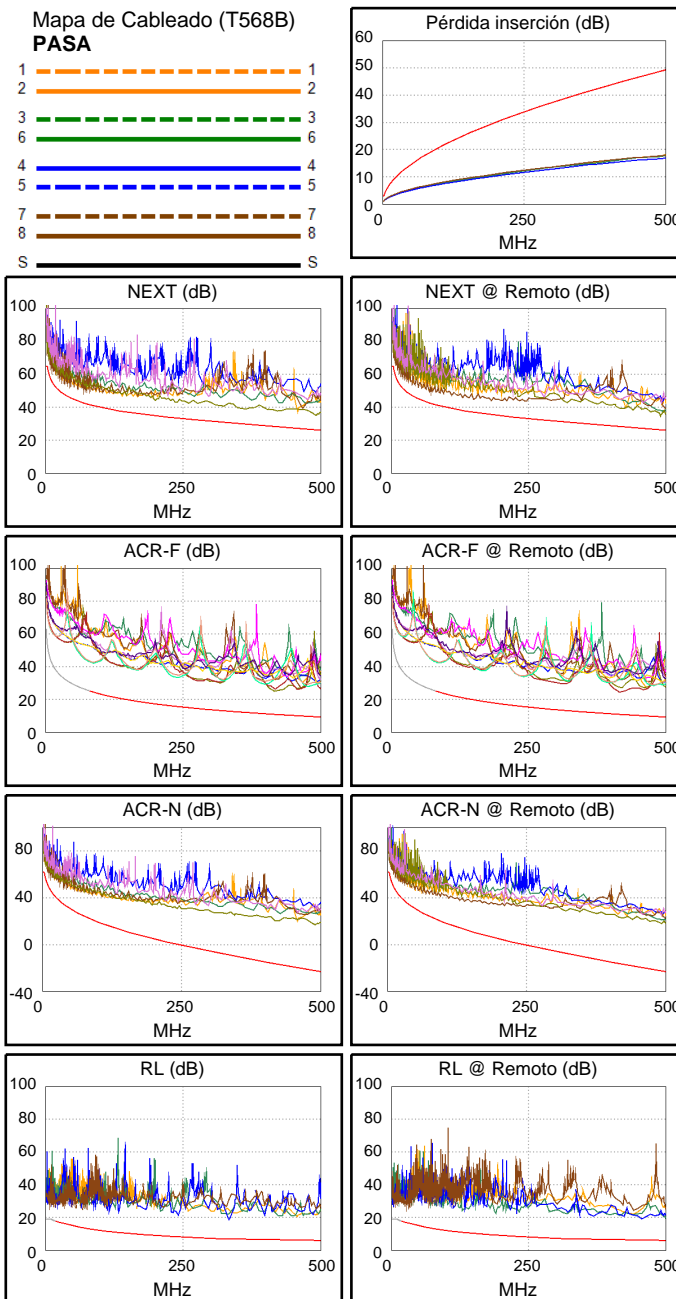 Mapa de Cableado (T568B)
PASA
1 1
2 2
3 3
6 6
4 4
5 5
7 7
8 8
S S
Pérdida inserción (dB)
60
50
40
30
20
10
0
0 250 500
MHz
NEXT (dB)
100
80
60
40
20
0
0 250 500
MHz
NEXT @ Remoto (dB)
100
80
60
40
20
0
0 250 500
MHz
ACR-F (dB)
100
80
60
40
20
0
0 250 500
MHz
ACR-F @ Remoto (dB)
100
80
60
40
20
0
0 250 500
MHz
ACR-N (dB)
80
40
0
-40
0 250 500
MHz
ACR-N @ Remoto (dB)
80
40
0
-40
0 250 500
MHz
RL (dB)
100
80
60
40
20
0
0 250 500
MHz
RL @ Remoto (dB)
100
80
60
40
20
0
0 250 500
MHz